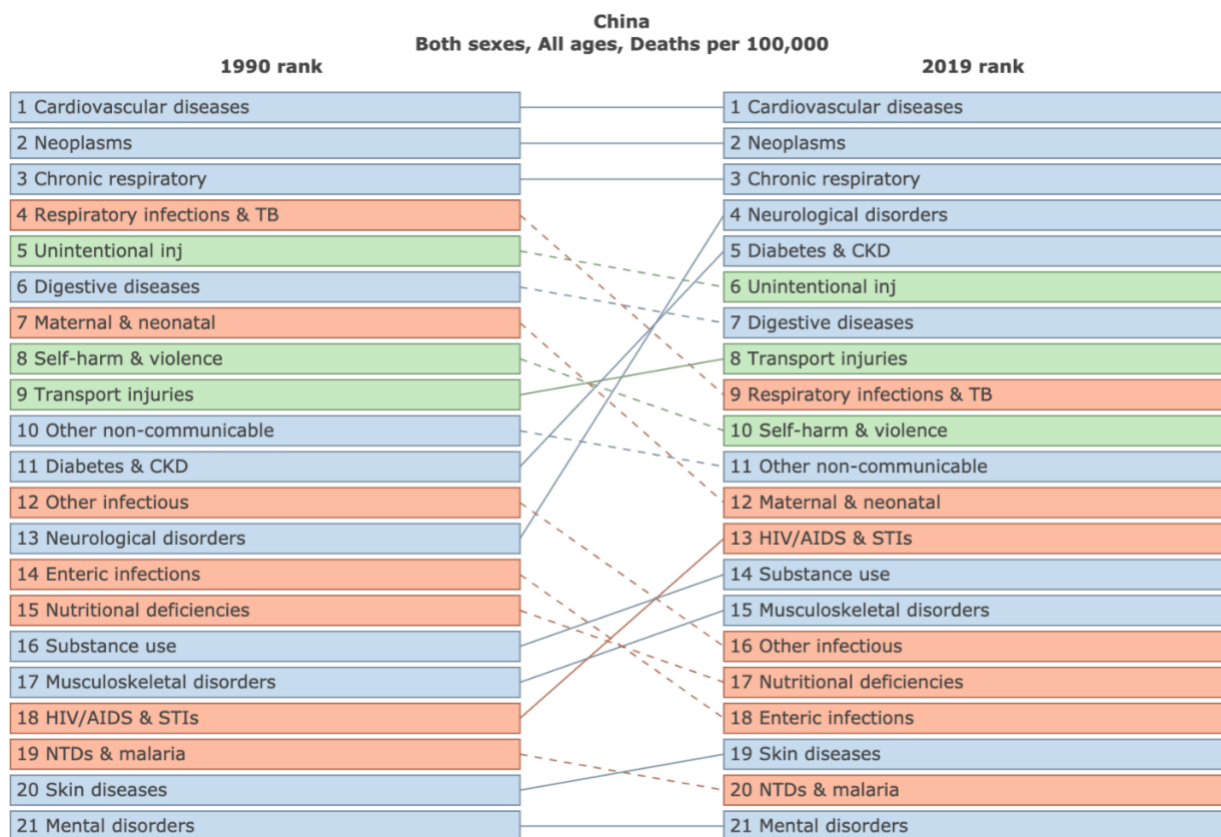 China
Both sexes, All ages, Deaths per 100,000
1990 rank
2019 rank
1 Cardiovascular diseases
2 Neoplasms
3 Chronic respiratory
4 Respiratory infections & TB
5 Unintentional inj
6 Digestive diseases
7 Maternal & neonatal
8 Self-harm & violence
9 Transport injuries
10 Other non-communicable
11 Diabetes & CKD
12 Other infectious
13 Neurological disorders
14 Enteric infections
15 Nutritional deficiencies
16 Substance use
17 Musculoskeletal disorders
18 HIV/AIDS & STIs
19 NTDs & malaria
20 Skin diseases
21 Mental disorders
1 Cardiovascular diseases
2 Neoplasms
3 Chronic respiratory
4 Neurological disorders
5 Diabetes & CKD
6 Unintentional inj
7 Digestive diseases
8 Transport injuries
9 Respiratory infections & TB
10 Self-harm & violence
11 Other non-communicable
12 Maternal & neonatal
13 HIV/AIDS & STIs
14 Substance use
15 Musculoskeletal disorders
16 Other infectious
17 Nutritional deficiencies
18 Enteric infections
19 Skin diseases
20 NTDs & malaria
21 Mental disorders